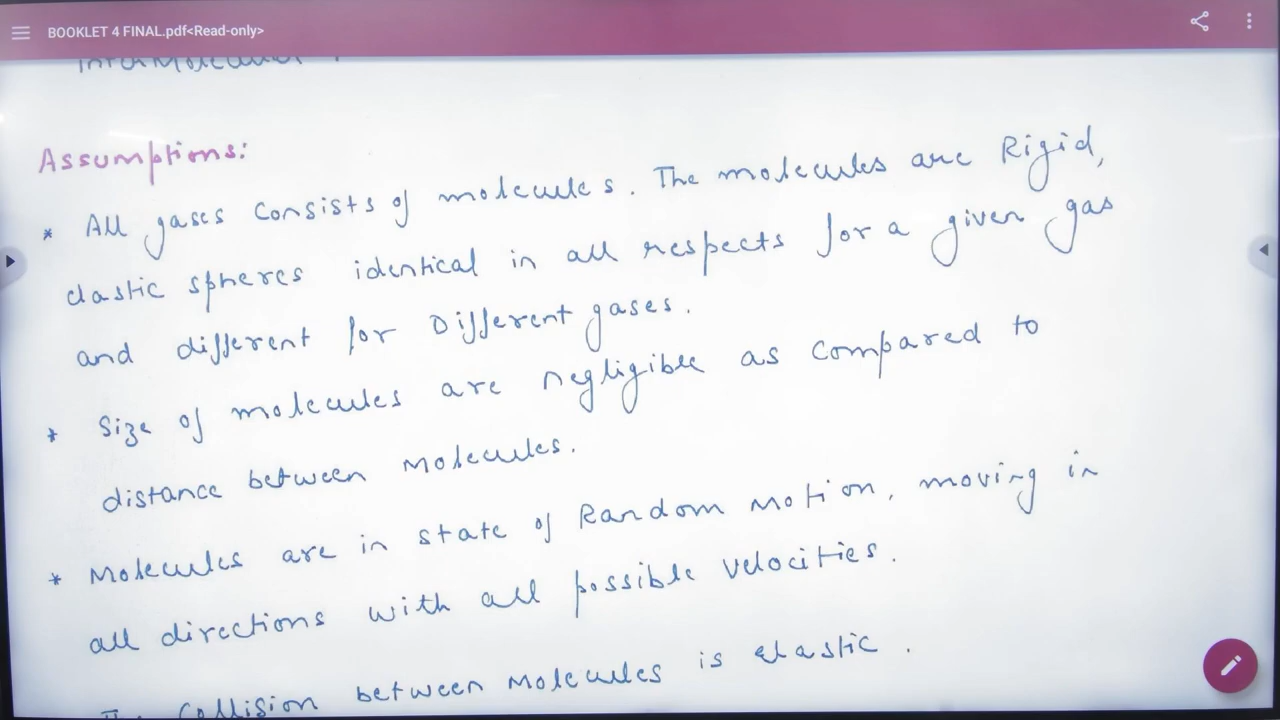 BOOKLET 4 FINAL.pdf<Read-only>
Assumptions:
* All gases consists of molecules. The molecules are Rigid,
elastic spheres identical in all respects for a given gas
and different for Different gases.
* Size of molecules are negligible as compared to
distance between molecules.
* Molecules are in state of Random motion, moving in
all directions with all possible velocities.
Collision between molecules is elastic.